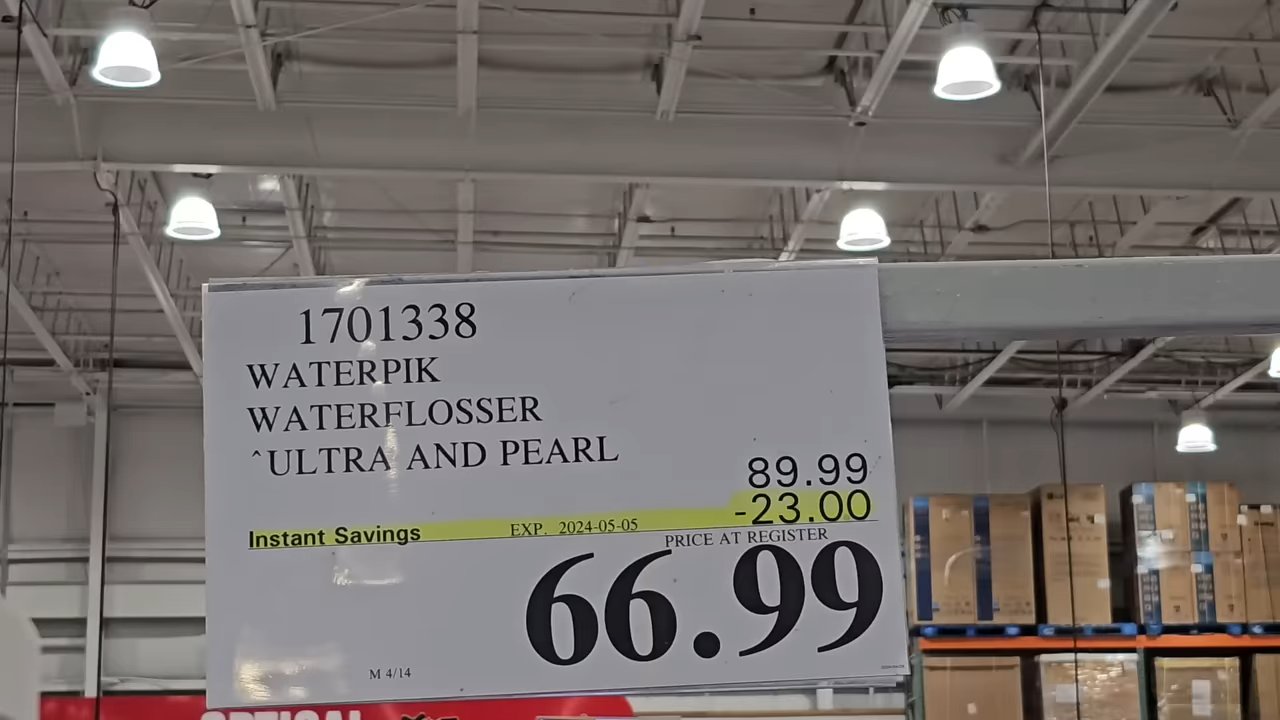 1701338
WATERPIK
WATERFLOSSER
^ULTRA AND PEARL
89.99
Instant Savings EXP. 2024-05-05 -23.00
PRICE AT REGISTER
66.99
M 4/14
OPTICAL